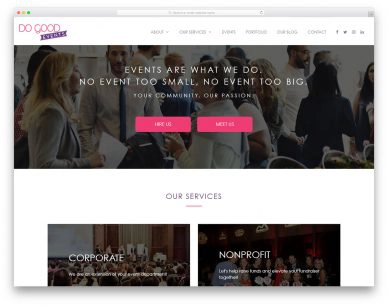 DO GOOD
EVENTS
ABOUT OUR SERVICES EVENTS PORTFOLIO OUR BLOG CONTACT
EVENTS ARE WHAT WE DO.
NO EVENT TOO SMALL, NO EVENT TOO BIG.
YOUR COMMUNITY, OUR PASSION.
HIRE US MEET US
OUR SERVICES
CORPORATE
We are an extension of your events department!
NONPROFIT
Let's help raise funds and elevate your fundraiser
together!